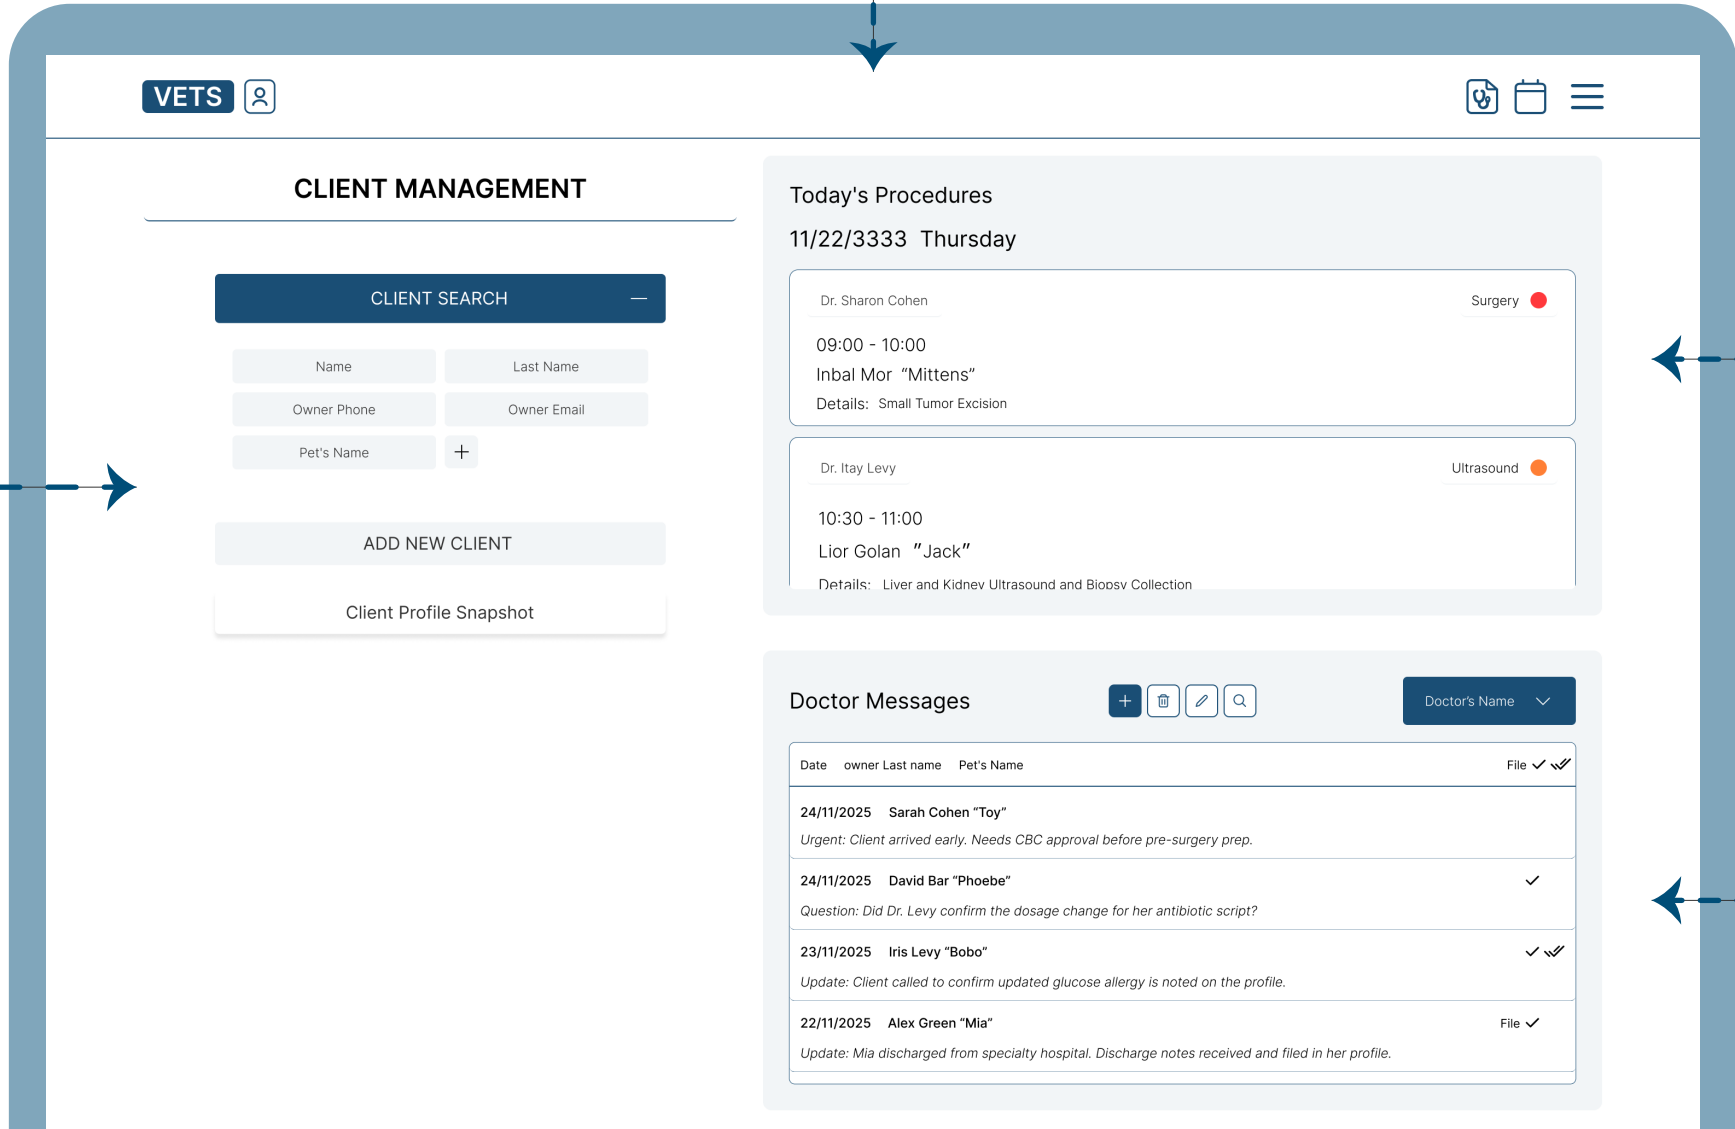 VETS
CLIENT MANAGEMENT
CLIENT SEARCH
Name Last Name
Owner Phone Owner Email
Pet's Name
ADD NEW CLIENT
Client Profile Snapshot
Today's Procedures
11/22/3333 Thursday
Dr. Sharon Cohen Surgery
09:00 - 10:00
Inbal Mor “Mittens”
Details: Small Tumor Excision
Dr. Itay Levy Ultrasound
10:30 - 11:00
Lior Golan ”Jack”
Details: Liver and Kidney Ultrasound and Biopsy Collection
Doctor Messages Doctor’s Name
Date owner Last name Pet's Name File
24/11/2025 Sarah Cohen “Toy”
Urgent: Client arrived early. Needs CBC approval before pre-surgery prep.
24/11/2025 David Bar “Phoebe”
Question: Did Dr. Levy confirm the dosage change for her antibiotic script?
23/11/2025 Iris Levy “Bobo”
Update: Client called to confirm updated glucose allergy is noted on the profile.
22/11/2025 Alex Green “Mia” File
Update: Mia discharged from specialty hospital. Discharge notes received and filed in her profile.